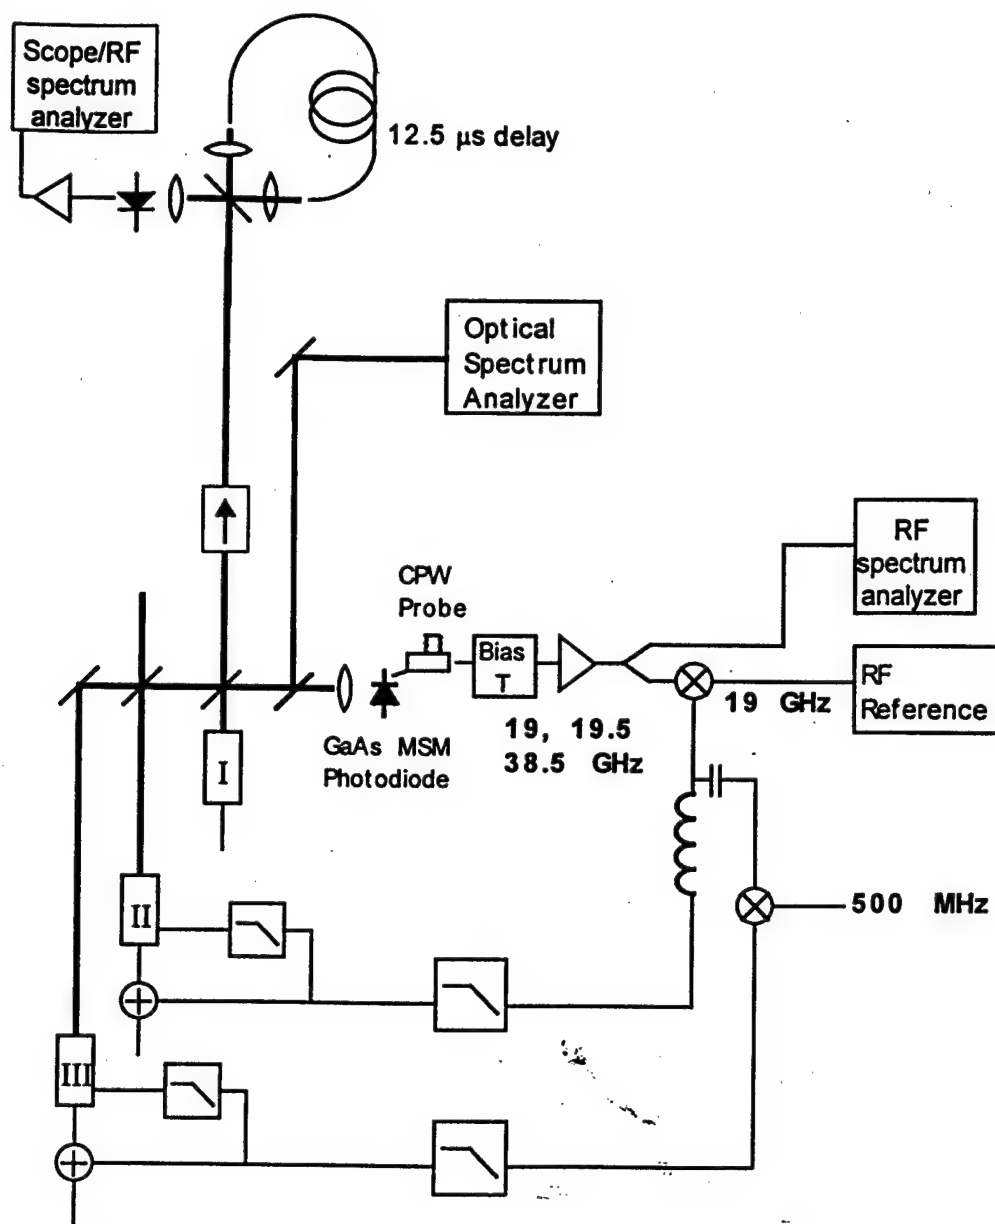 Scope/RF
spectrum
analyzer
12.5 µs delay
Optical
Spectrum
Analyzer
RF
spectrum
analyzer
CPW
Probe
Bias
T
RF
Reference
19 GHz
19, 19.5
38.5 GHz
GaAs MSM
Photodiode
I
II
500 MHz
III